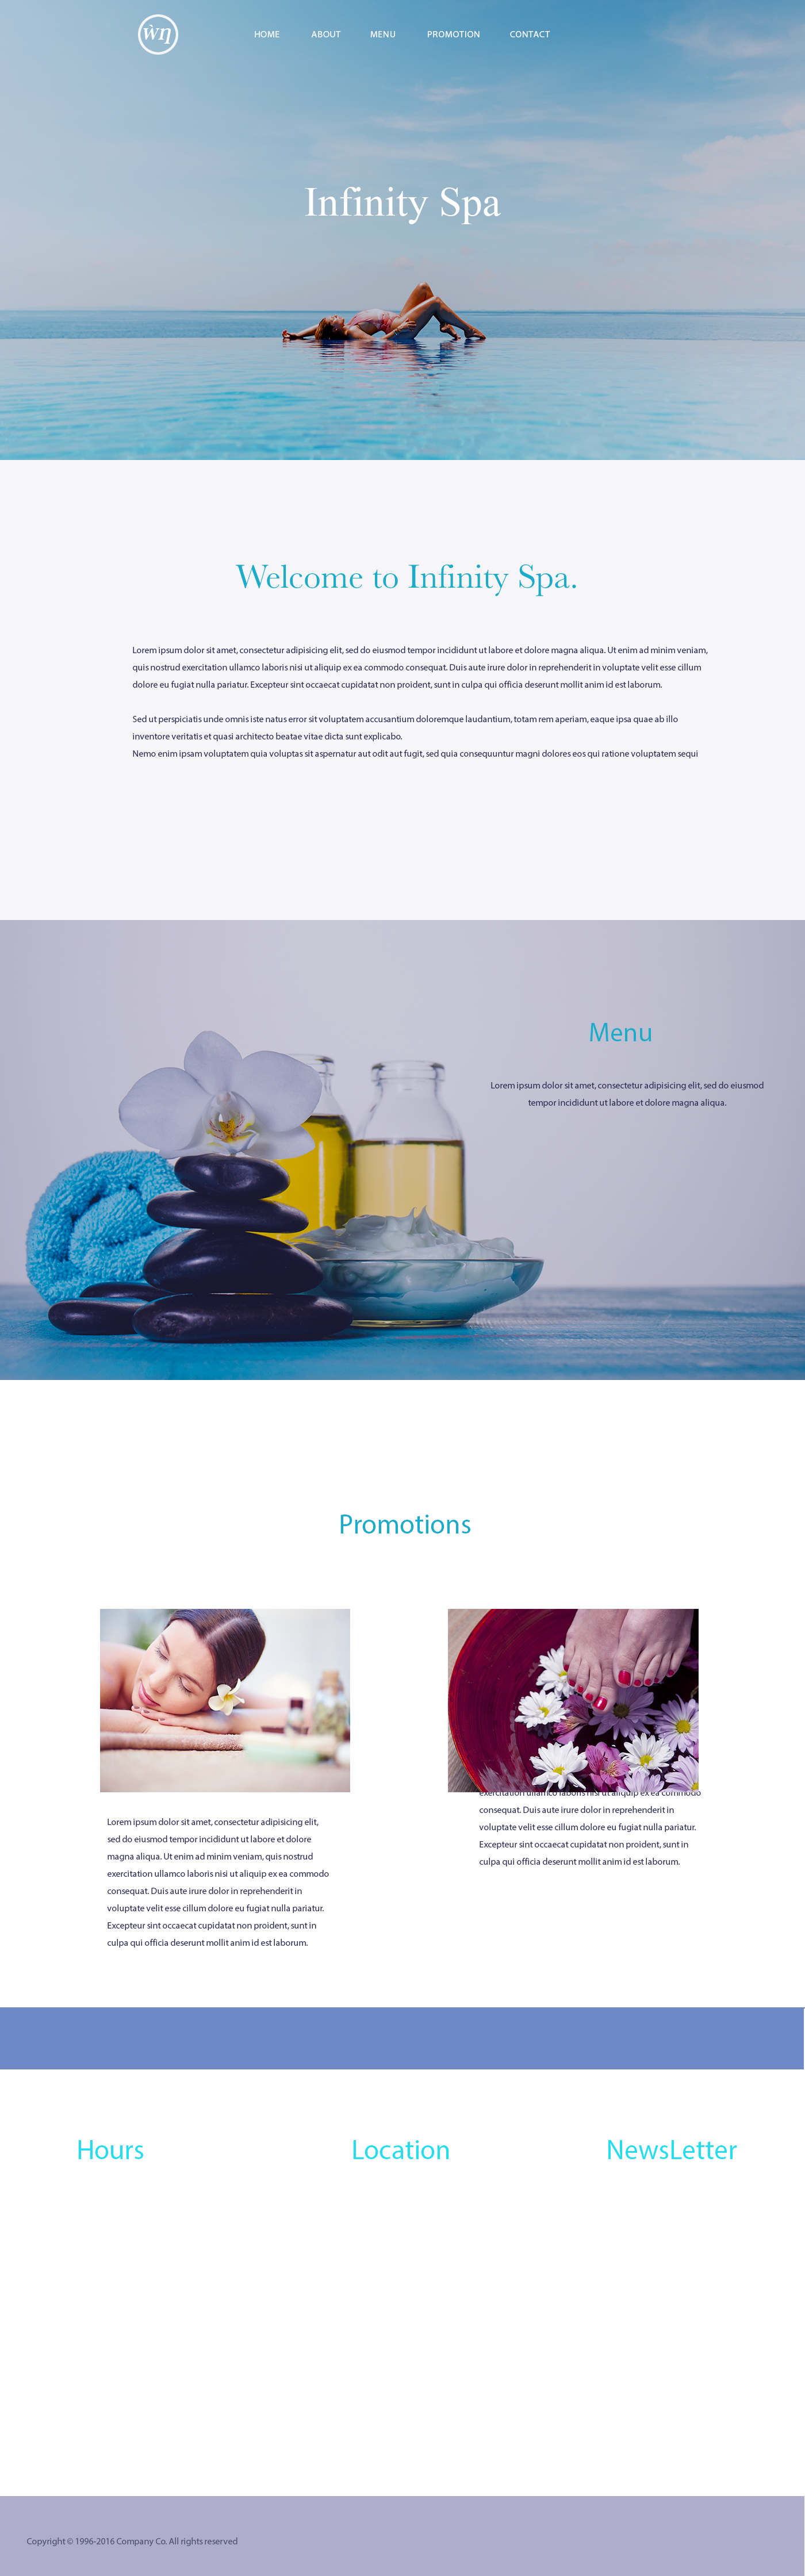 ẁη
HOME ABOUT MENU PROMOTION CONTACT
Infinity Spa
Welcome to Infinity Spa.
Lorem ipsum dolor sit amet, consectetur adipisicing elit, sed do eiusmod tempor incididunt ut labore et dolore magna aliqua. Ut enim ad minim veniam,
quis nostrud exercitation ullamco laboris nisi ut aliquip ex ea commodo consequat. Duis aute irure dolor in reprehenderit in voluptate velit esse cillum
dolore eu fugiat nulla pariatur. Excepteur sint occaecat cupidatat non proident, sunt in culpa qui officia deserunt mollit anim id est laborum.
Sed ut perspiciatis unde omnis iste natus error sit voluptatem accusantium doloremque laudantium, totam rem aperiam, eaque ipsa quae ab illo
inventore veritatis et quasi architecto beatae vitae dicta sunt explicabo.
Nemo enim ipsam voluptatem quia voluptas sit aspernatur aut odit aut fugit, sed quia consequuntur magni dolores eos qui ratione voluptatem sequi
Menu
Lorem ipsum dolor sit amet, consectetur adipisicing elit, sed do eiusmod
tempor incididunt ut labore et dolore magna aliqua.
Promotions
Lorem ipsum dolor sit amet, consectetur adipisicing elit,
sed do eiusmod tempor incididunt ut labore et dolore
magna aliqua. Ut enim ad minim veniam, quis nostrud
exercitation ullamco laboris nisi ut aliquip ex ea commodo
consequat. Duis aute irure dolor in reprehenderit in
voluptate velit esse cillum dolore eu fugiat nulla pariatur.
Excepteur sint occaecat cupidatat non proident, sunt in
culpa qui officia deserunt mollit anim id est laborum.
exercitation ullamco laboris nisi ut aliquip ex ea commodo
consequat. Duis aute irure dolor in reprehenderit in
voluptate velit esse cillum dolore eu fugiat nulla pariatur.
Excepteur sint occaecat cupidatat non proident, sunt in
culpa qui officia deserunt mollit anim id est laborum.
Hours Location NewsLetter
Copyright © 1996-2016 Company Co. All rights reserved